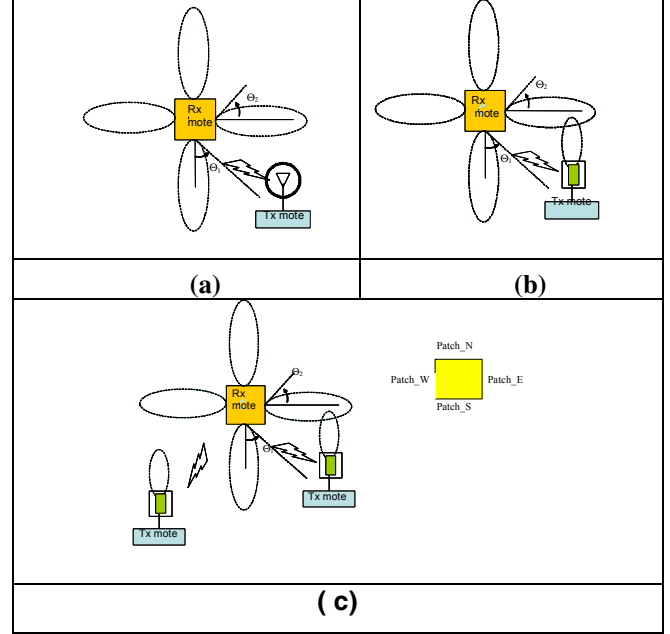 Rx
mote
Θ₂
Θ₁
Tx mote
(a)
Rx
mote
Θ₂
Θ₁
Tx mote
(b)
Rx
mote
Θ₂
Θ₁
Tx mote
Tx mote
Patch_N
Patch_W
Patch_E
Patch_S
( c)